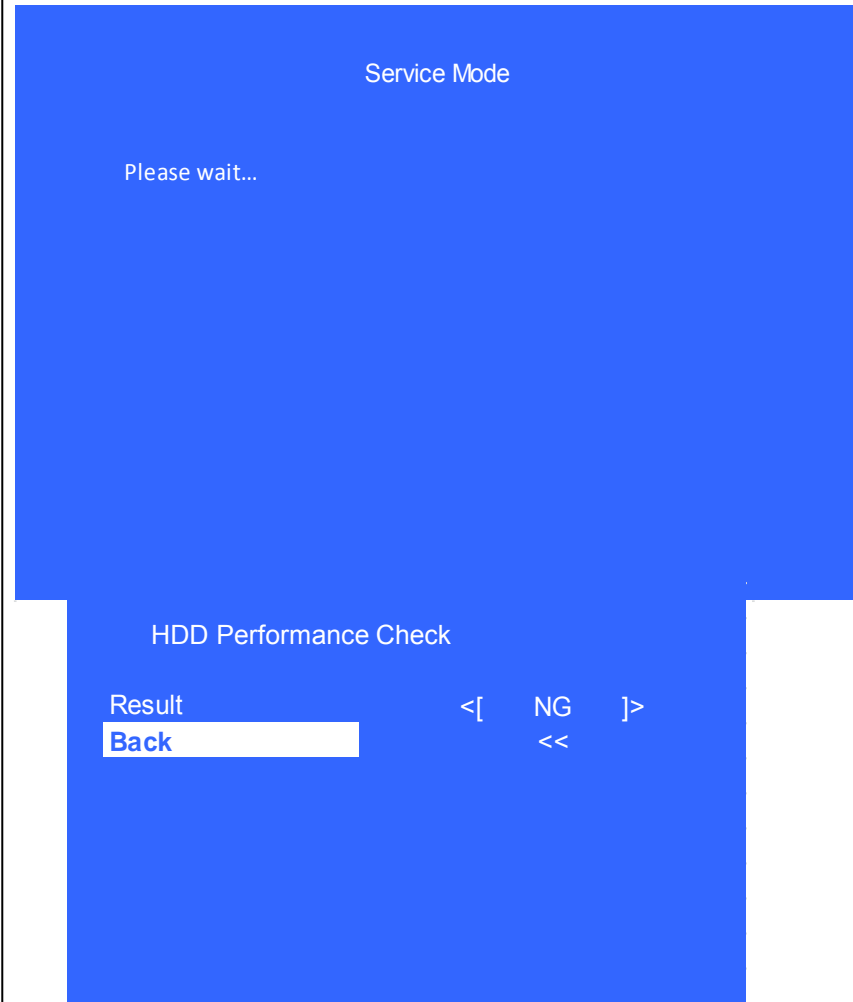 Service Mode
Please wait...
HDD Performance Check
Result <[ NG ]>
Back <<